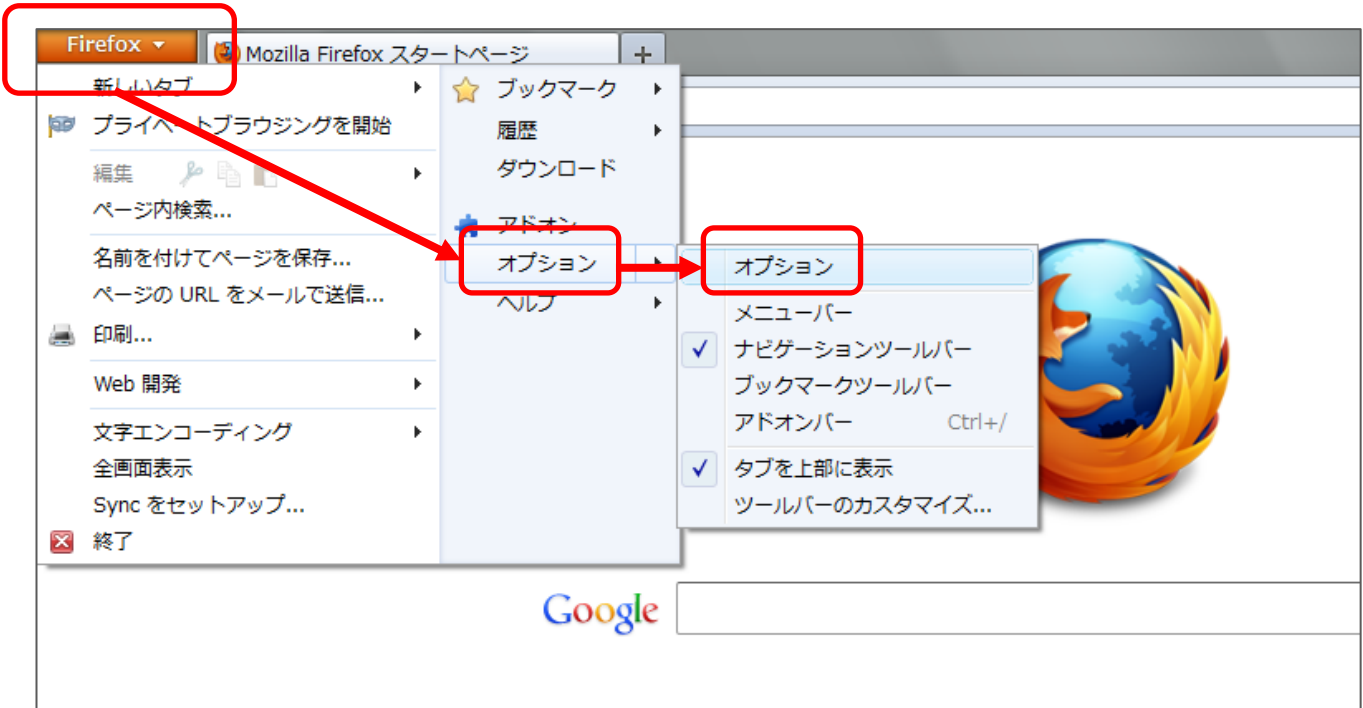 Firefox
Mozilla Firefox スタートページ
新しいタブ
プライベートブラウジングを開始
編集
ページ内検索...
名前を付けてページを保存...
ページの URL をメールで送信...
印刷...
Web 開発
文字エンコーディング
全画面表示
Sync をセットアップ...
終了
ブックマーク
履歴
ダウンロード
アドオン
オプション
ヘルプ
オプション
メニューバー
ナビゲーションツールバー
ブックマークツールバー
アドオンバー Ctrl+/
タブを上部に表示
ツールバーのカスタマイズ...
Google